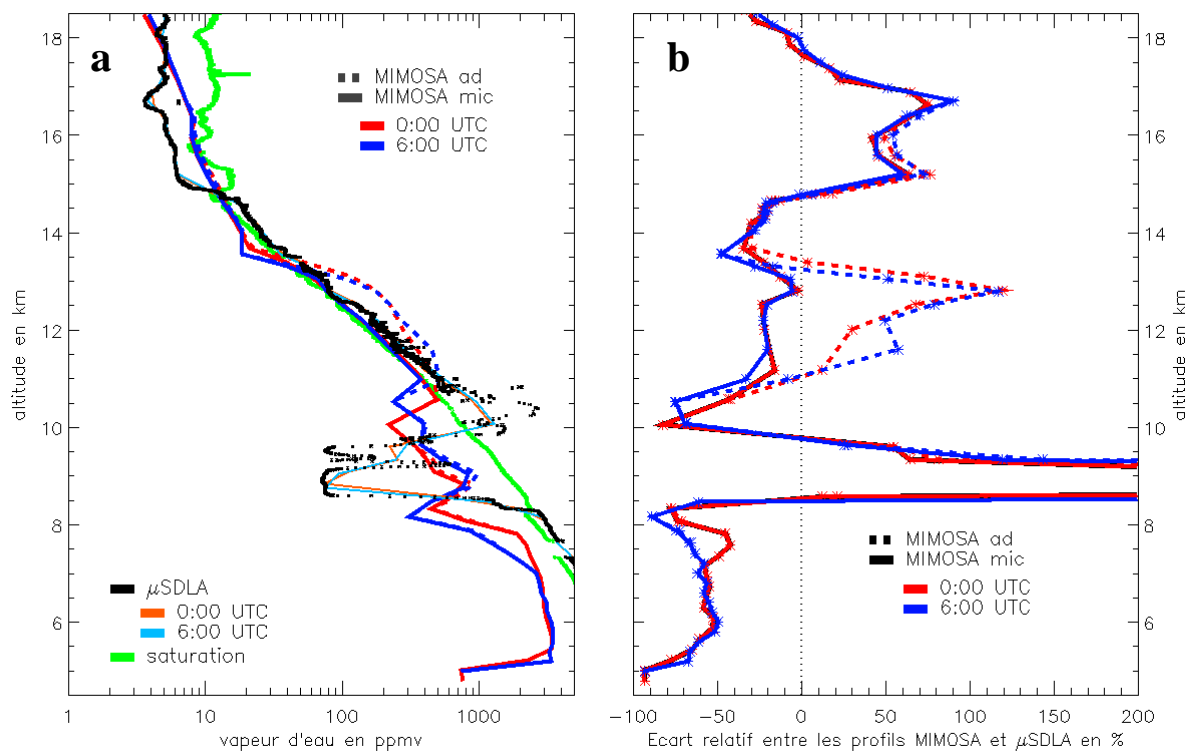 a
MIMOSA ad
MIMOSA mic
0:00 UTC
6:00 UTC
μSDLA
0:00 UTC
6:00 UTC
saturation
18
16
14
12
10
8
6
altitude en km
1
10
100
1000
vapeur d'eau en ppmv
b
MIMOSA ad
MIMOSA mic
0:00 UTC
6:00 UTC
18
16
14
12
10
8
6
altitude en km
-100
-50
0
50
100
150
200
Ecart relatif entre les profils MIMOSA et μSDLA en %